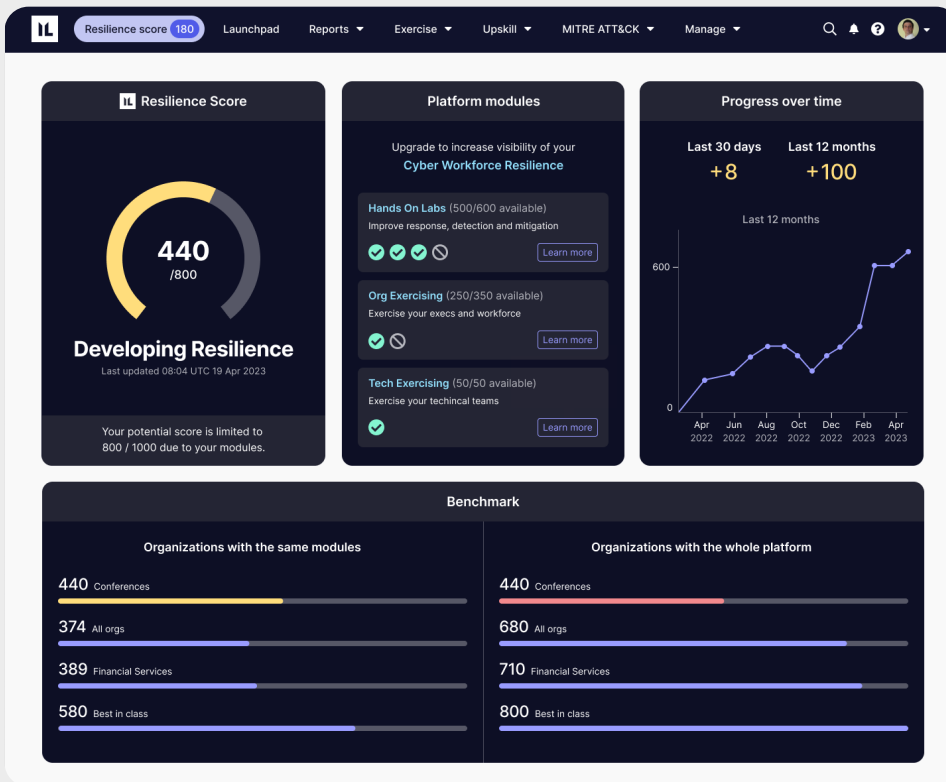 IL
Resilience score 180
Launchpad
Reports
Exercise
Upskill
MITRE ATT&CK
Manage
IL Resilience Score
440
/800
Developing Resilience
Last updated 08:04 UTC 19 Apr 2023
Your potential score is limited to
800 / 1000 due to your modules.
Platform modules
Upgrade to increase visibility of your
Cyber Workforce Resilience
Hands On Labs (500/600 available)
Improve response, detection and mitigation
Learn more
Org Exercising (250/350 available)
Exercise your execs and workforce
Learn more
Tech Exercising (50/50 available)
Exercise your techincal teams
Learn more
Progress over time
Last 30 days
+8
Last 12 months
+100
Last 12 months
600
0
Apr 2022
Jun 2022
Aug 2022
Oct 2022
Dec 2022
Feb 2023
Apr 2023
Benchmark
Organizations with the same modules
440 Conferences
374 All orgs
389 Financial Services
580 Best in class
Organizations with the whole platform
440 Conferences
680 All orgs
710 Financial Services
800 Best in class